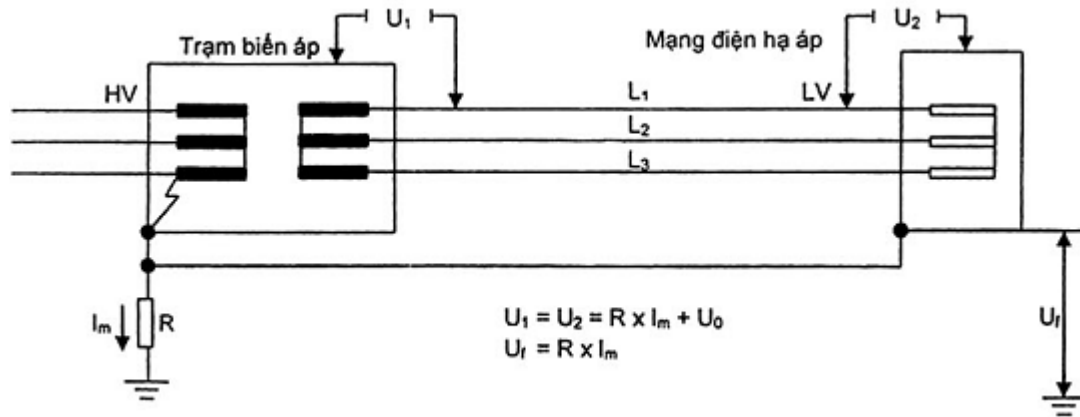 U₁
U₂
Trạm biến áp
Mạng điện hạ áp
HV
L₁
LV
L₂
L₃
Iₘ
R
U₁ = U₂ = R x Iₘ + U₀
U_f = R x Iₘ
U_f